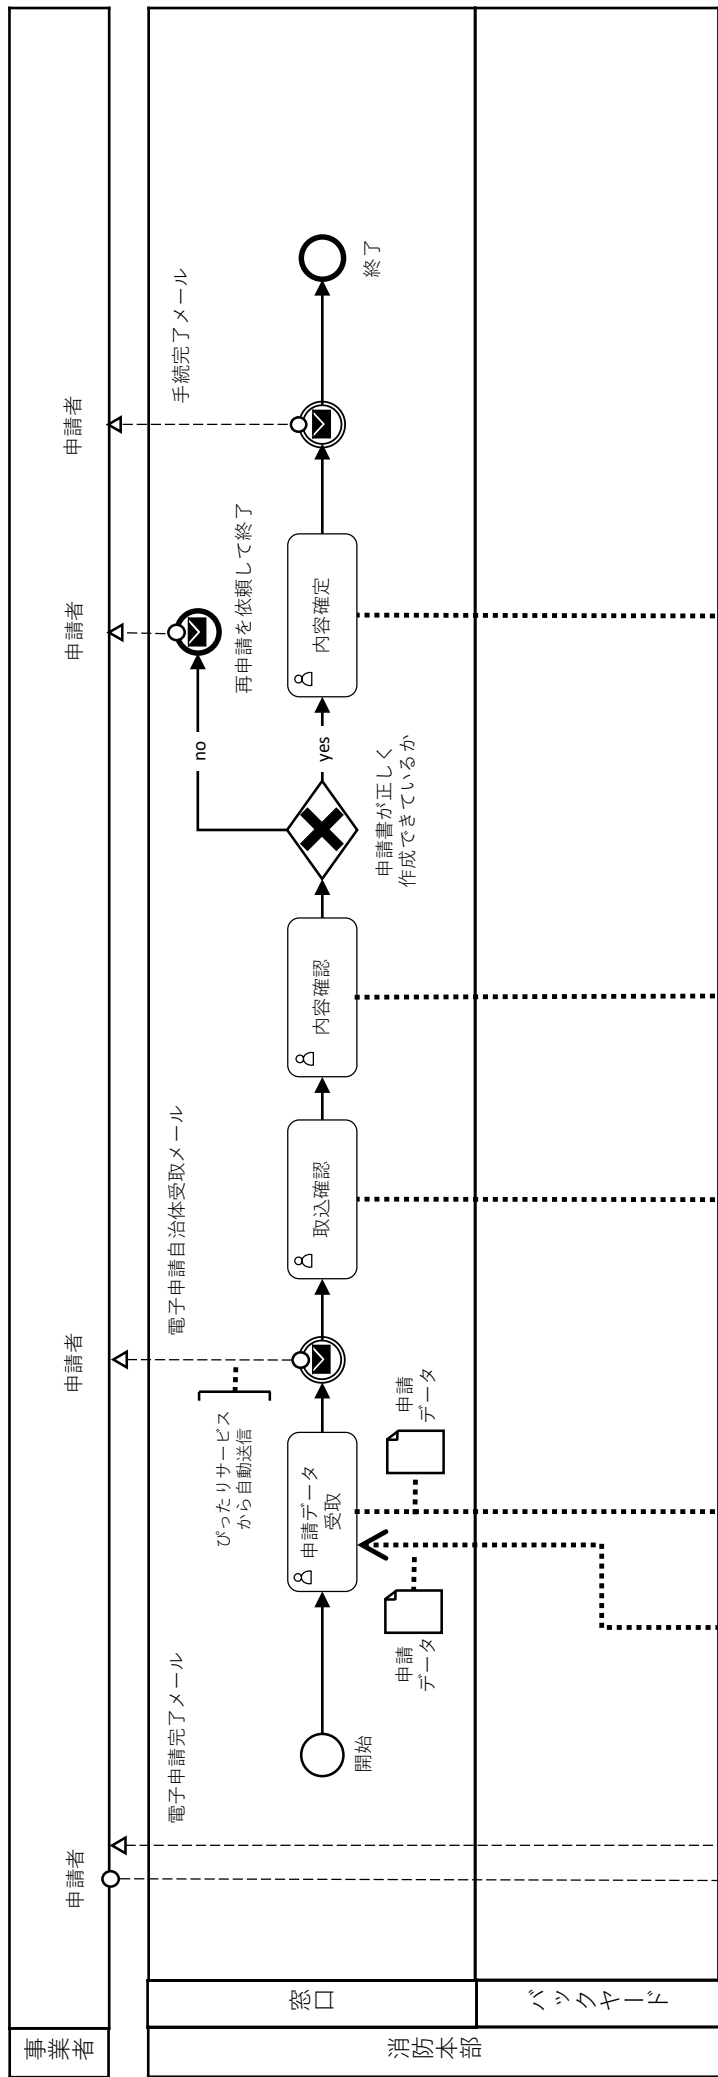 事業者
申請者
申請者
申請者
申請者
消防本部
窓口
電子申請完了メール
電子申請自治体受取メール
手続完了メール
ぴったりサービス
から自動送信
no
再申請を依頼して終了
開始
申請データ
受取
取込確認
内容確認
yes
内容確定
終了
申請書が正しく
作成できているか
申請
データ
申請
データ
バックヤード